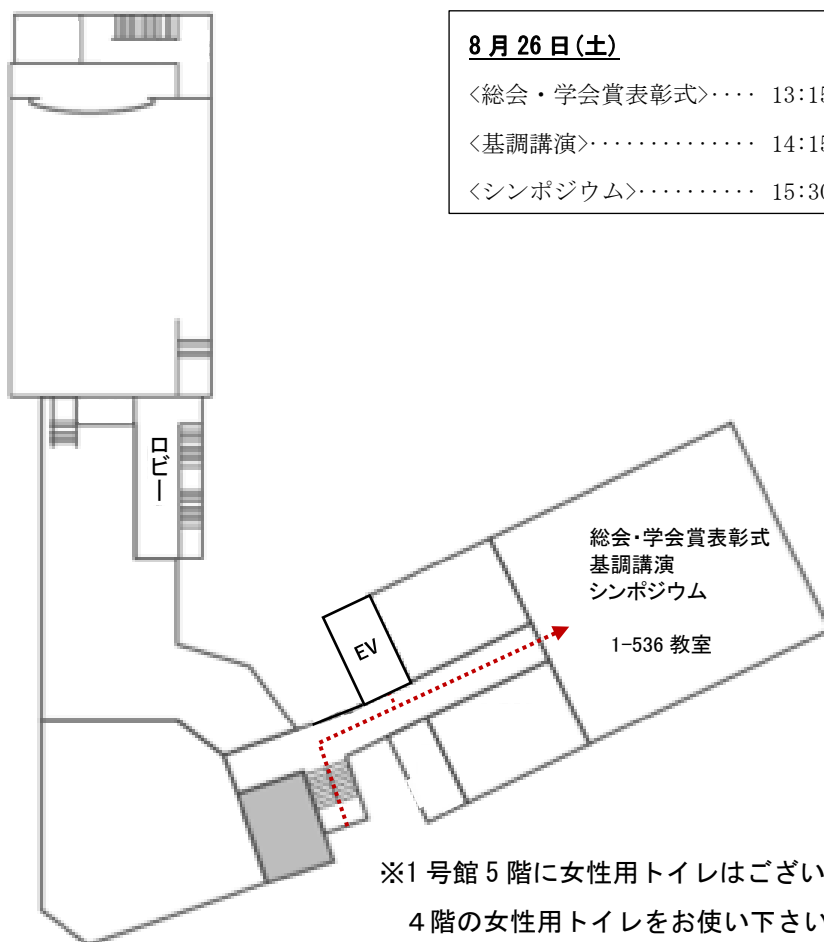 8月26日(土)
<総会・学会賞表彰式>‥‥ 13:15
<基調講演>‥‥‥‥‥‥‥ 14:15
<シンポジウム>‥‥‥‥‥ 15:30
ロビー
総会・学会賞表彰式
基調講演
シンポジウム
1-536 教室
EV
※1号館5階に女性用トイレはござい
4階の女性用トイレをお使い下さい